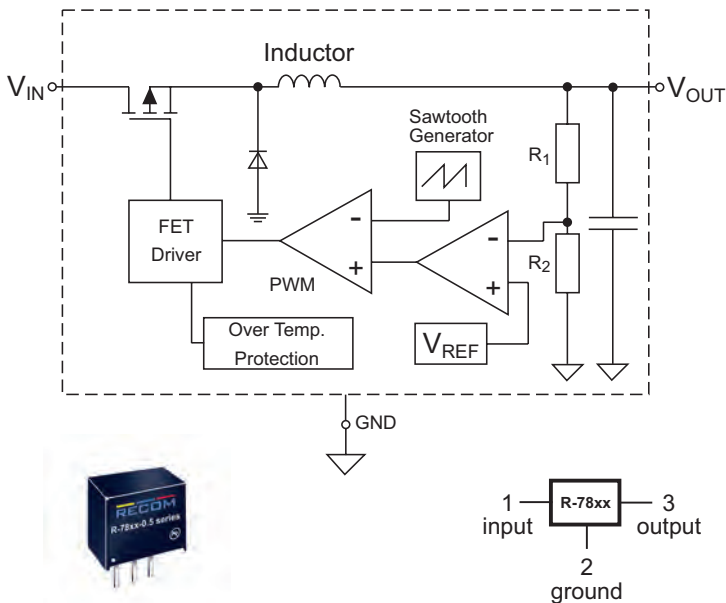 Inductor
VIN
VOUT
Sawtooth
Generator
R1
FET
Driver
-
+
PWM
-
+
R2
Over Temp.
Protection
VREF
GND
RECOM
R-78xx-0.5 series
1
input
R-78xx
3
output
2
ground